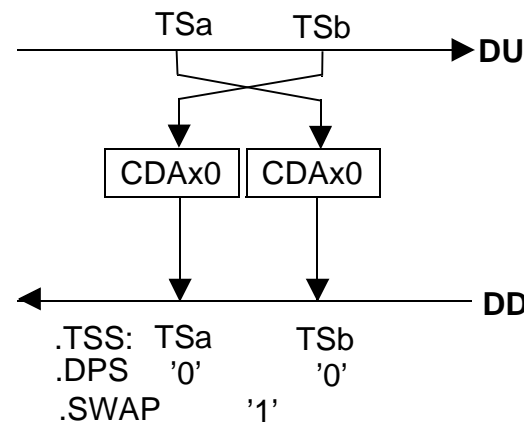 TSa TSb
DU
CDAx0 CDAx0
DD
.TSS: TSa TSb
.DPS '0' '0'
.SWAP '1'